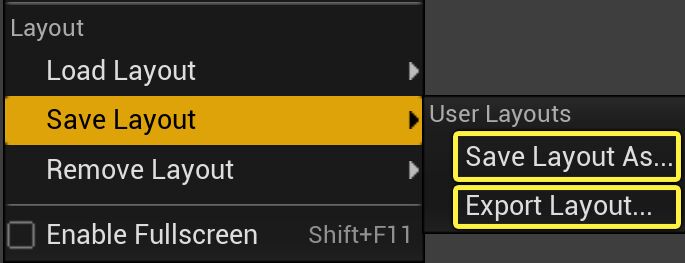 Layout
Load Layout
Save Layout
User Layouts
Save Layout As...
Remove Layout
Export Layout...
Enable Fullscreen Shift+F11